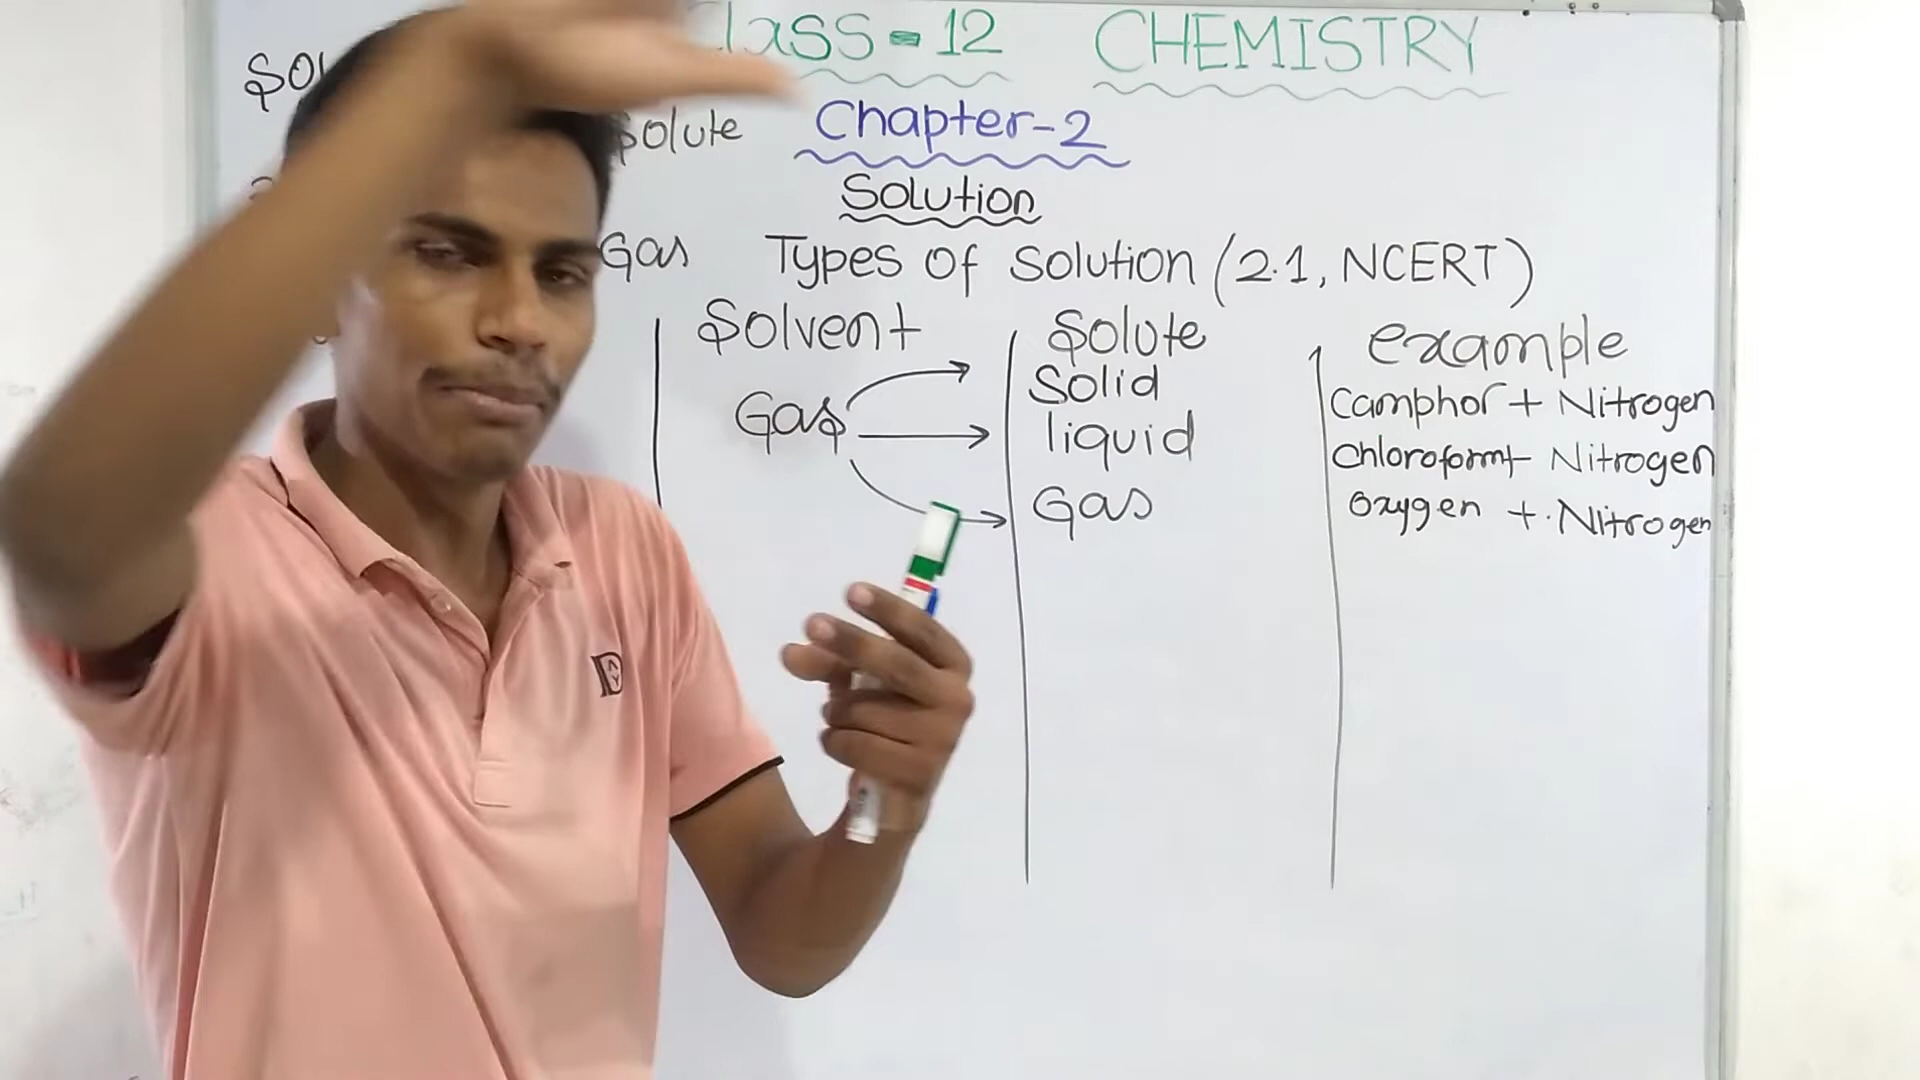 Class-12 CHEMISTRY
Solute Chapter-2
Solution
Gas Types of Solution (2.1, NCERT)
Solvent Solute example
Gas Solid Camphor + Nitrogen
liquid Chloroform + Nitrogen
Gas Oxygen + Nitrogen